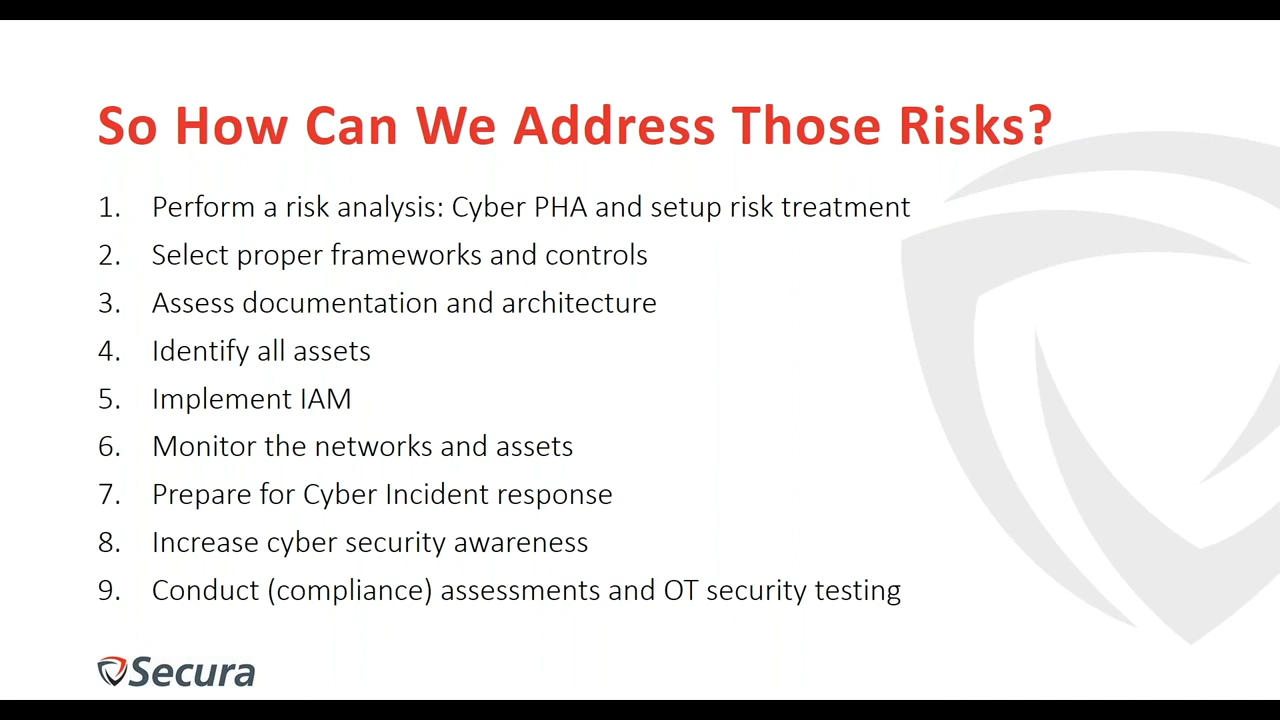 So How Can We Address Those Risks?
1. Perform a risk analysis: Cyber PHA and setup risk treatment
2. Select proper frameworks and controls
3. Assess documentation and architecture
4. Identify all assets
5. Implement IAM
6. Monitor the networks and assets
7. Prepare for Cyber Incident response
8. Increase cyber security awareness
9. Conduct (compliance) assessments and OT security testing
Secura